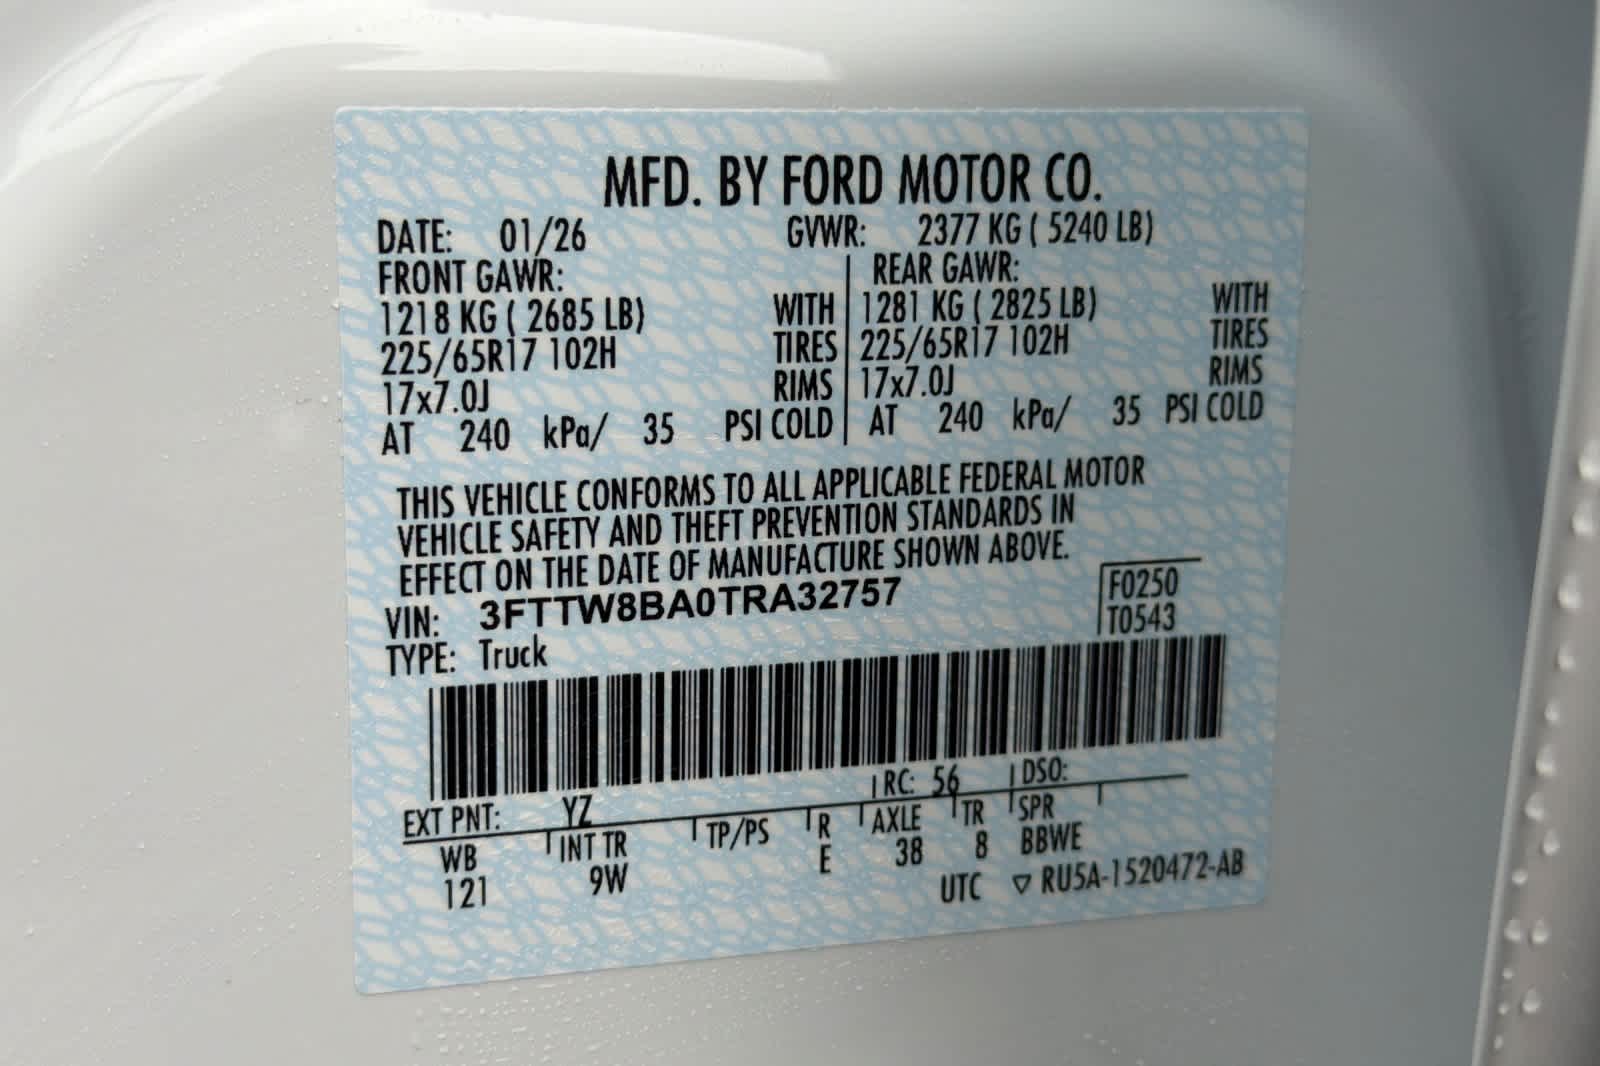 MFD. BY FORD MOTOR CO.
DATE: 01/26 GVWR: 2377 KG ( 5240 LB)
FRONT GAWR: REAR GAWR:
1218 KG ( 2685 LB) WITH 1281 KG ( 2825 LB) WITH
225/65R17 102H TIRES 225/65R17 102H TIRES
17x7.0J RIMS 17x7.0J RIMS
AT 240 kPa/ 35 PSI COLD AT 240 kPa/ 35 PSI COLD
THIS VEHICLE CONFORMS TO ALL APPLICABLE FEDERAL MOTOR
VEHICLE SAFETY AND THEFT PREVENTION STANDARDS IN
EFFECT ON THE DATE OF MANUFACTURE SHOWN ABOVE.
VIN: 3FTTW8BA0TRA32757 F0250
TYPE: Truck T0543
EXT PNT: YZ RC: 56 DSO:
WB INT TR TP/PS R AXLE TR SPR
121 9W E 38 8 BBWE
UTC ▽ RU5A-1520472-AB